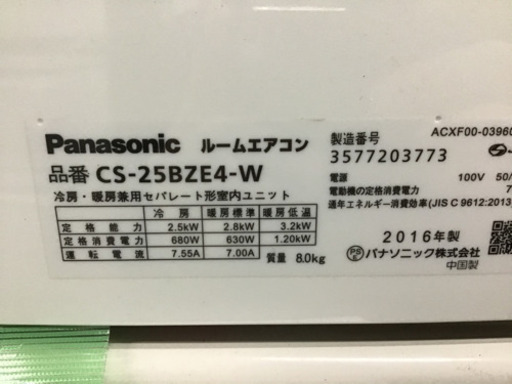 Panasonic ルームエアコン
品番 CS-25BZE4-W
冷房・暖房兼用セパレート形室内ユニット
冷房 暖房標準 暖房低温
定格能力 2.5kW 2.8kW 3.2kW
定格消費電力 680W 630W 1.20kW
運転電流 7.55A 7.00A
質量 8.0kg
ACXF00-03960
製造番号
3577203773
電源 100V 50/
電動機の定格消費電力 7
通年エネルギー消費効率(JIS C 9612:2013)
2016年製
PSE パナソニック株式会社
中国製